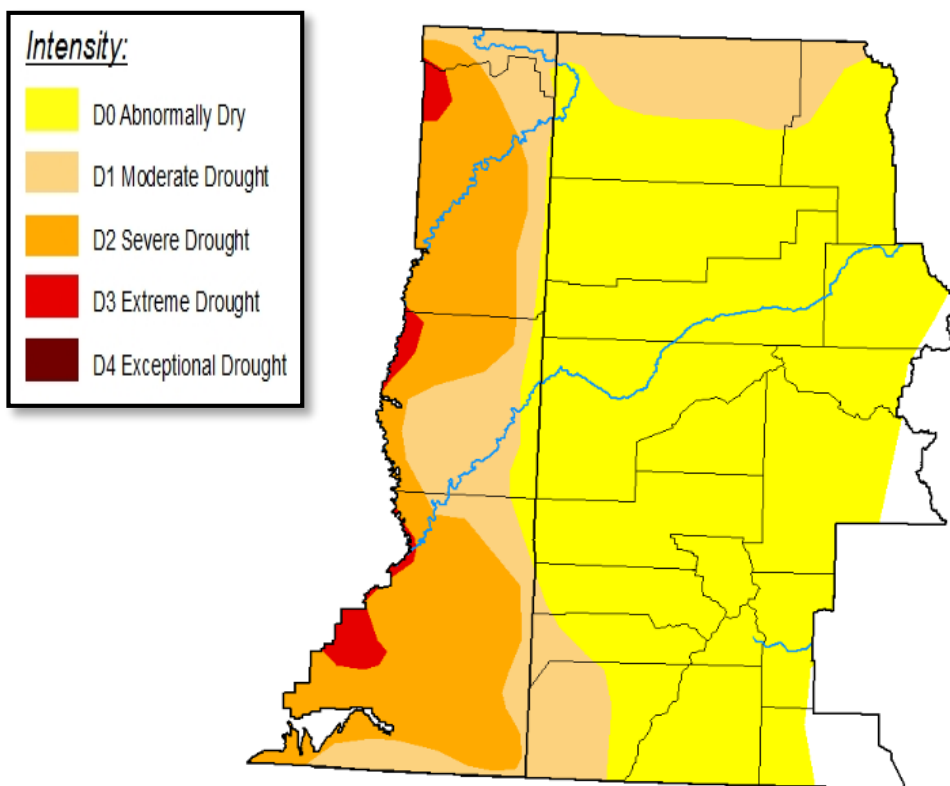 Intensity:
D0 Abnormally Dry
D1 Moderate Drought
D2 Severe Drought
D3 Extreme Drought
D4 Exceptional Drought